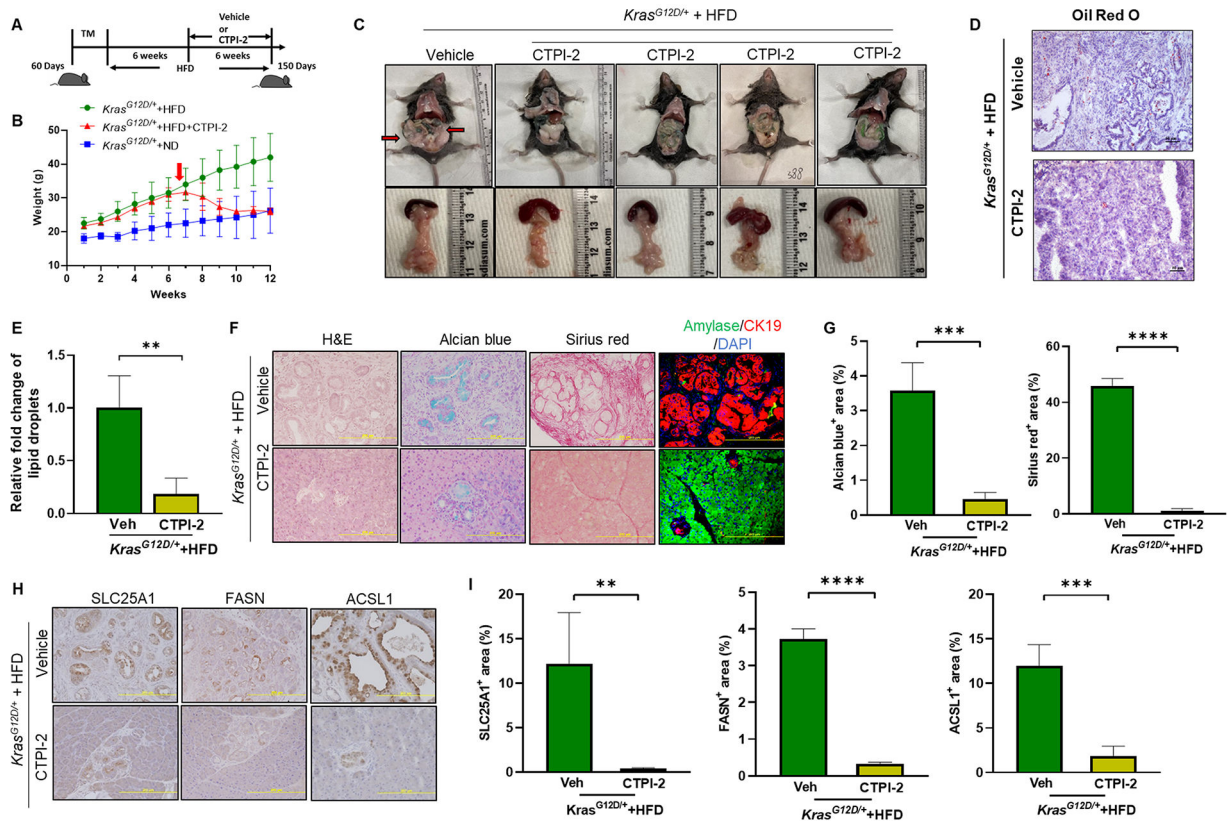 A
TM
Vehicle
or
CTPI-2
6 weeks
6 weeks
60 Days
HFD
150 Days
B
Kras^G12D/+ +HFD
Kras^G12D/+ +HFD+CTPI-2
Kras^G12D/+ +ND
Weight (g)
50
40
30
20
10
0 2 4 6 8 10 12
Weeks
C
Kras^G12D/+ + HFD
Vehicle CTPI-2 CTPI-2 CTPI-2 CTPI-2
588
D
Oil Red O
Kras^G12D/+ + HFD
Vehicle
CTPI-2
E
Relative fold change of
lipid droplets
1.5
1.0
0.5
0.0
**
Veh CTPI-2
Kras^G12D/+ +HFD
F
H&E Alcian blue Sirius red Amylase/CK19
/DAPI
Kras^G12D/+ + HFD
Vehicle
CTPI-2
G
Alcian blue⁺ area (%)
5
4
3
2
1
0
***
Veh CTPI-2
Kras^G12D/+ +HFD
Sirius red⁺ area (%)
60
40
20
0
****
Veh CTPI-2
Kras^G12D/+ +HFD
H
SLC25A1 FASN ACSL1
Kras^G12D/+ + HFD
Vehicle
CTPI-2
I
SLC25A1⁺ area (%)
20
15
10
5
0
**
Veh CTPI-2
Kras^G12D/+ +HFD
FASN⁺ area (%)
5
4
3
2
1
0
****
Veh CTPI-2
Kras^G12D/+ +HFD
ACSL1⁺ area (%)
20
15
10
5
0
***
Veh CTPI-2
Kras^G12D/+ +HFD